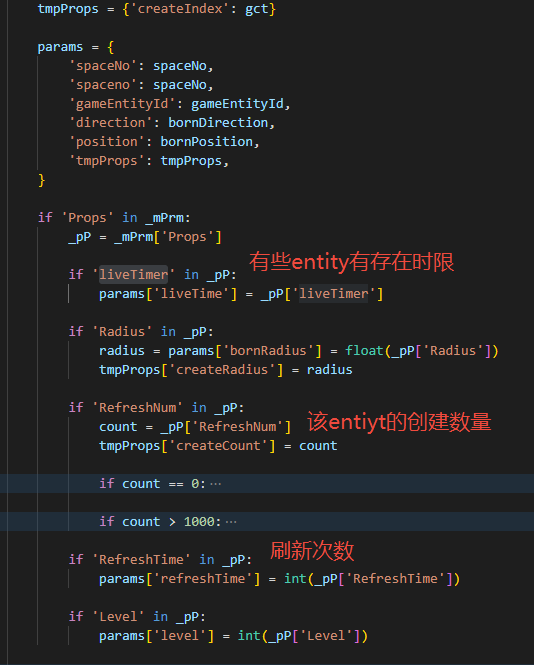 tmpProps = {'createIndex': gct}
params = {
'spaceNo': spaceNo,
'spaceno': spaceNo,
'gameEntityId': gameEntityId,
'direction': bornDirection,
'position': bornPosition,
'tmpProps': tmpProps,
}
if 'Props' in _mPrm:
_pP = _mPrm['Props']
if 'liveTimer' in _pP: 有些entity有存在时限
params['liveTime'] = _pP['liveTimer']
if 'Radius' in _pP:
radius = params['bornRadius'] = float(_pP['Radius'])
tmpProps['createRadius'] = radius
if 'RefreshNum' in _pP:
count = _pP['RefreshNum'] 该entiyt的创建数量
tmpProps['createCount'] = count
if count == 0:…
if count > 1000:…
if 'RefreshTime' in _pP: 刷新次数
params['refreshTime'] = int(_pP['RefreshTime'])
if 'Level' in _pP:
params['level'] = int(_pP['Level'])